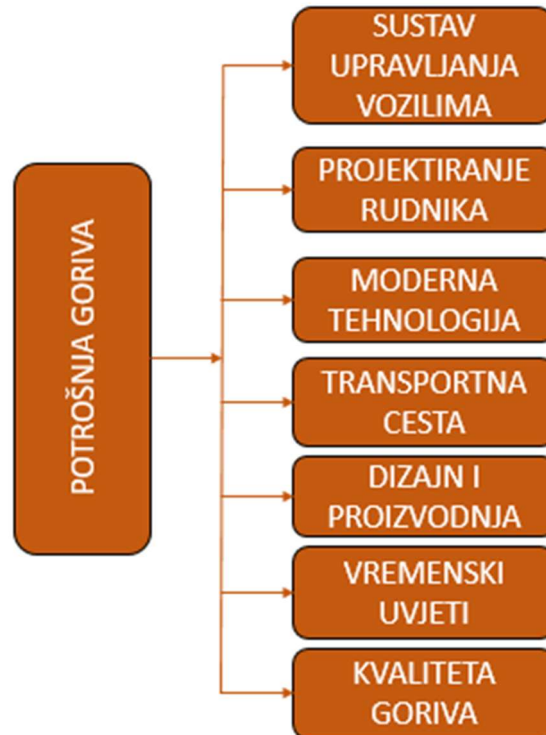 POTROŠNJA GORIVA
SUSTAV
UPRAVLJANJA
VOZILIMA
PROJEKTIRANJE
RUDNIKA
MODERNA
TEHNOLOGIJA
TRANSPORTNA
CESTA
DIZAJN I
PROIZVODNJA
VREMENSKI
UVJETI
KVALITETA
GORIVA